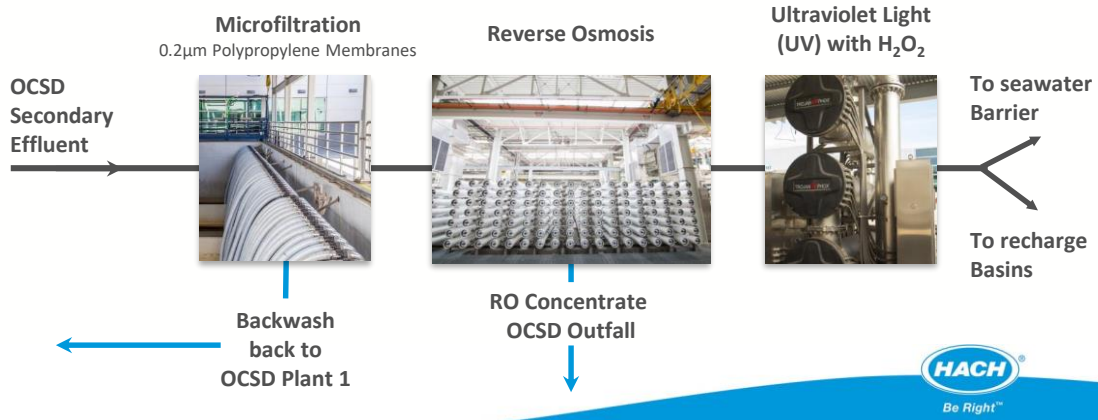 Microfiltration
0.2µm Polypropylene Membranes
Reverse Osmosis
Ultraviolet Light
(UV) with H₂O₂
OCSD
Secondary
Effluent
To seawater
Barrier
To recharge
Basins
Backwash
back to
OCSD Plant 1
RO Concentrate
OCSD Outfall
HACH®
Be Right™